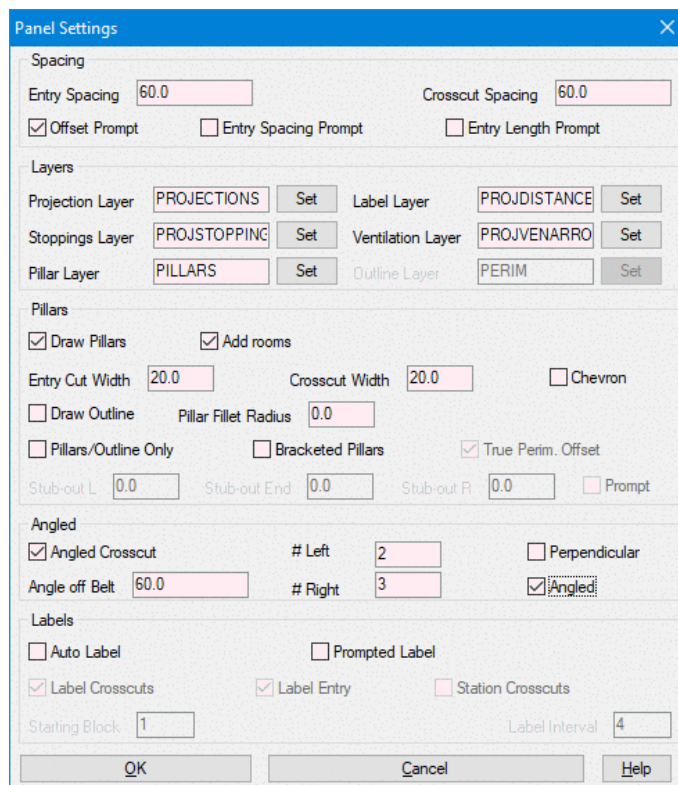 Panel Settings
Spacing
Entry Spacing 60.0 Crosscut Spacing 60.0
Offset Prompt Entry Spacing Prompt Entry Length Prompt
Layers
Projection Layer PROJECTIONS Set Label Layer PROJDISTANCE Set
Stoppings Layer PROJSTOPPING Set Ventilation Layer PROJVENARRO Set
Pillar Layer PILLARS Set Outline Layer PERIM Set
Pillars
Draw Pillars Add rooms
Entry Cut Width 20.0 Crosscut Width 20.0 Chevron
Draw Outline Pillar Fillet Radius 0.0
Pillars/Outline Only Bracketed Pillars True Perim. Offset
Stub-out L 0.0 Stub-out End 0.0 Stub-out R 0.0 Prompt
Angled
Angled Crosscut # Left 2 Perpendicular
Angle off Belt 60.0 # Right 3 Angled
Labels
Auto Label Prompted Label
Label Crosscuts Label Entry Station Crosscuts
Starting Block 1 Label Interval 4
OK Cancel Help